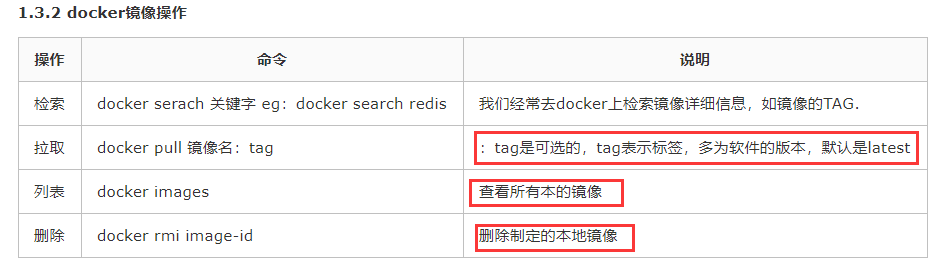 1.3.2 docker镜像操作
操作 命令 说明
检索 docker serach 关键字 eg：docker search redis 我们经常去docker上检索镜像详细信息，如镜像的TAG.
拉取 docker pull 镜像名：tag ：tag是可选的，tag表示标签，多为软件的版本，默认是latest
列表 docker images 查看所有本的镜像
删除 docker rmi image-id 删除制定的本地镜像